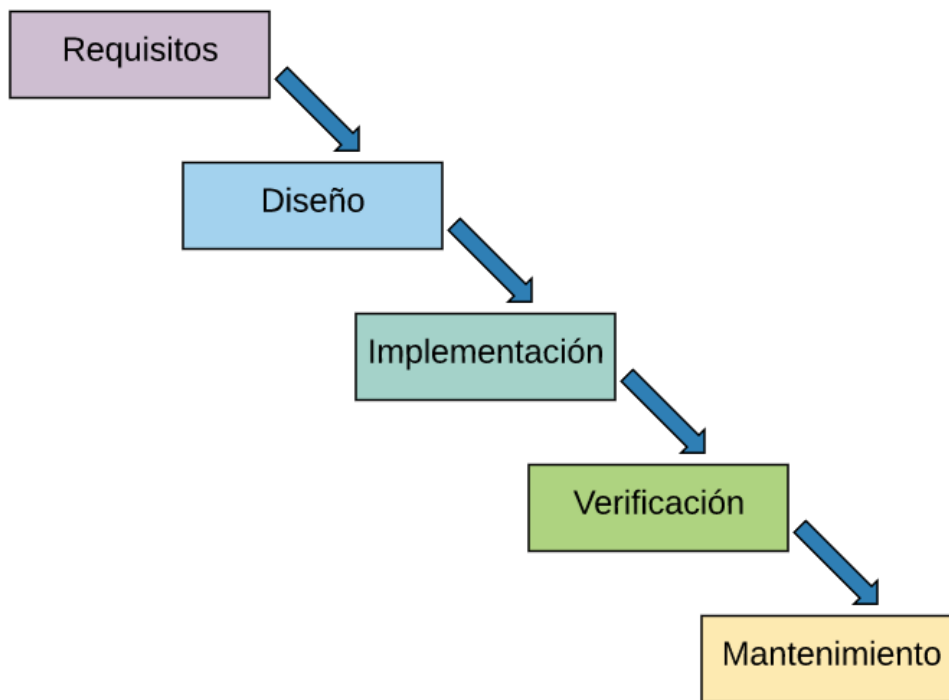 Requisitos
Diseño
Implementación
Verificación
Mantenimiento